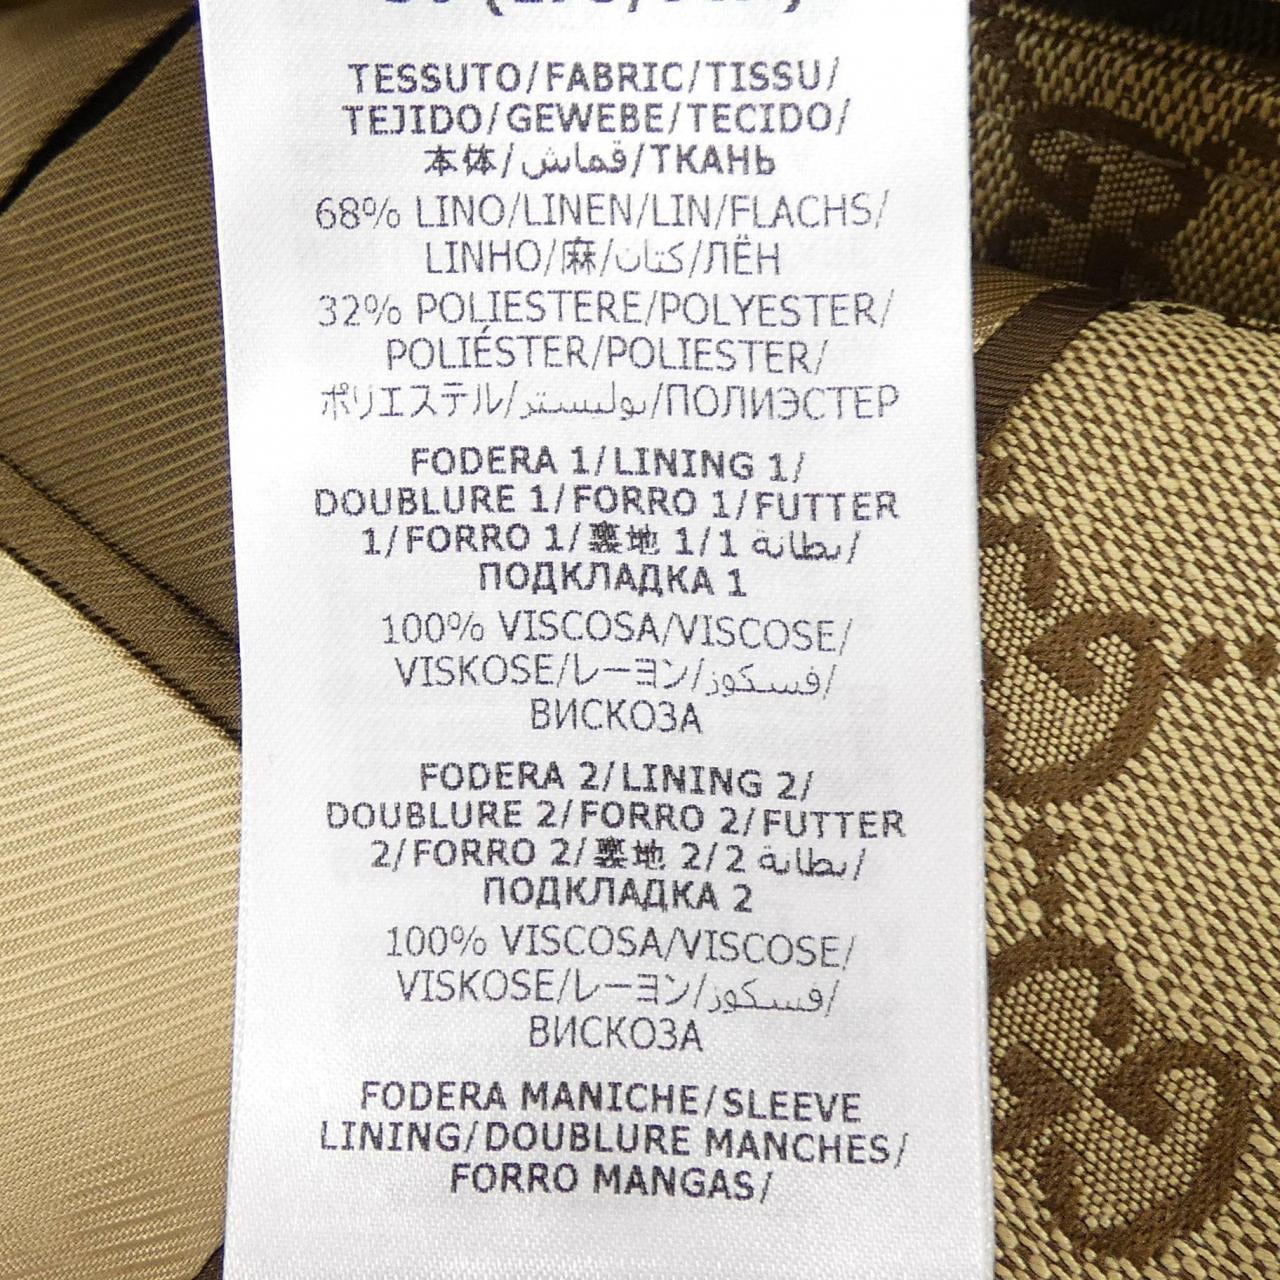 TESSUTO/FABRIC/TISSU/
TEJIDO/GEWEBE/TECIDO/
本体/قماش/ТКАНЬ
68% LINO/LINEN/LIN/FLACHS/
LINHO/麻/كتان/ЛЁН
32% POLIESTERE/POLYESTER/
POLIÉSTER/POLIESTER/
ポリエステル/بوليستر/ПОЛИЭСТЕР
FODERA 1/LINING 1/
DOUBLURE 1/FORRO 1/FUTTER
1/FORRO 1/裏地 1/1 بطانة/
ПОДКЛАДКА 1
100% VISCOSA/VISCOSE/
VISKOSE/レーヨン/فسكوز/
ВИСКОЗА
FODERA 2/LINING 2/
DOUBLURE 2/FORRO 2/FUTTER
2/FORRO 2/裏地 2/2 بطانة/
ПОДКЛАДКА 2
100% VISCOSA/VISCOSE/
VISKOSE/レーヨン/فسكوز/
ВИСКОЗА
FODERA MANICHE/SLEEVE
LINING/DOUBLURE MANCHES/
FORRO MANGAS/